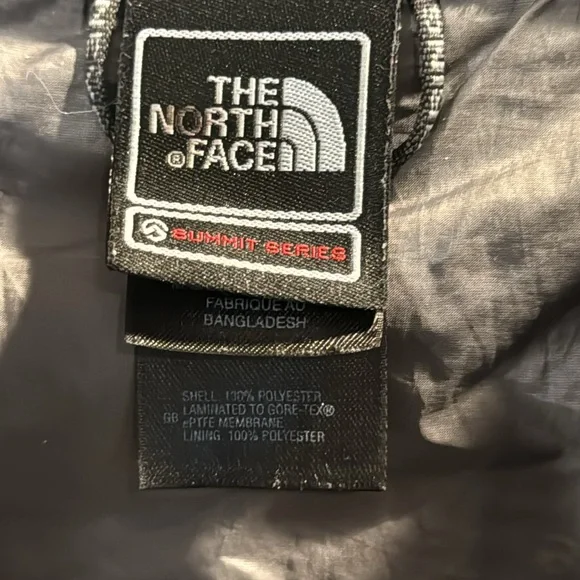 THE
NORTH
®FACE
SUMMIT SERIES
FABRIQUÉ AU
BANGLADESH
SHELL: 100% POLYESTER
LAMINATED TO GORE-TEX®
GB ePTFE MEMBRANE
LINING: 100% POLYESTER